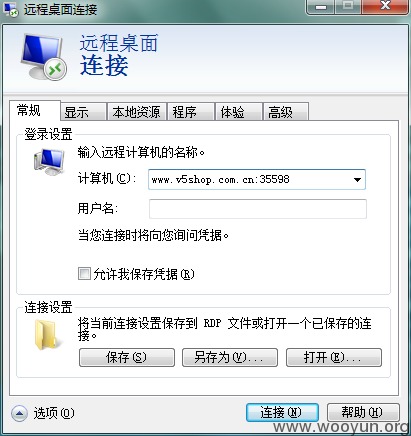 远程桌面连接
远程桌面
连接
常规 显示 本地资源 程序 体验 高级
登录设置
输入远程计算机的名称。
计算机(C): www.v5shop.com.cn:35598
用户名:
当您连接时将向您询问凭据。
允许我保存凭据(R)
连接设置
将当前连接设置保存到 RDP 文件或打开一个已保存的连
接。
保存(S) 另存为(V)... 打开(E)...
选项(O) 连接(N) 帮助(H)
www.wooyun.org